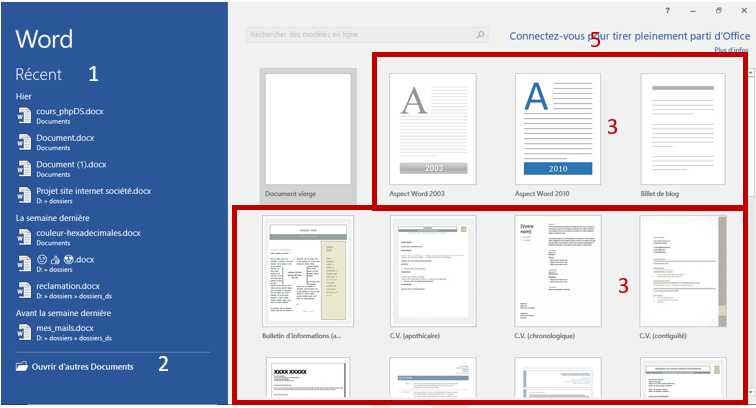 Word
Récent
1
Hier
cours_phpDS.docx
Documents
Document.docx
Documents
Document (1).docx
Documents
Projet site internet société.docx
D: » dossiers
La semaine dernière
couleur-hexadecimales.docx
Documents
.docx
D: » dossiers
reclamation.docx
D: » dossiers » dossiers_ds
Avant la semaine dernière
mes_mails.docx
D: » dossiers » dossiers_ds
Ouvrir d'autres Documents
2
?
Rechercher des modèles en ligne
Connectez-vous pour tirer pleinement parti d'Office
5
Plus d'infos
A
2003
A
2010
3
Document vierge
Aspect Word 2003
Aspect Word 2010
Billet de blog
[Votre
nom]
3
Bulletin d'informations (a...
C.V. (apothicaire)
C.V. (chronologique)
C.V. (contiguïté)
XXXX XXXXX